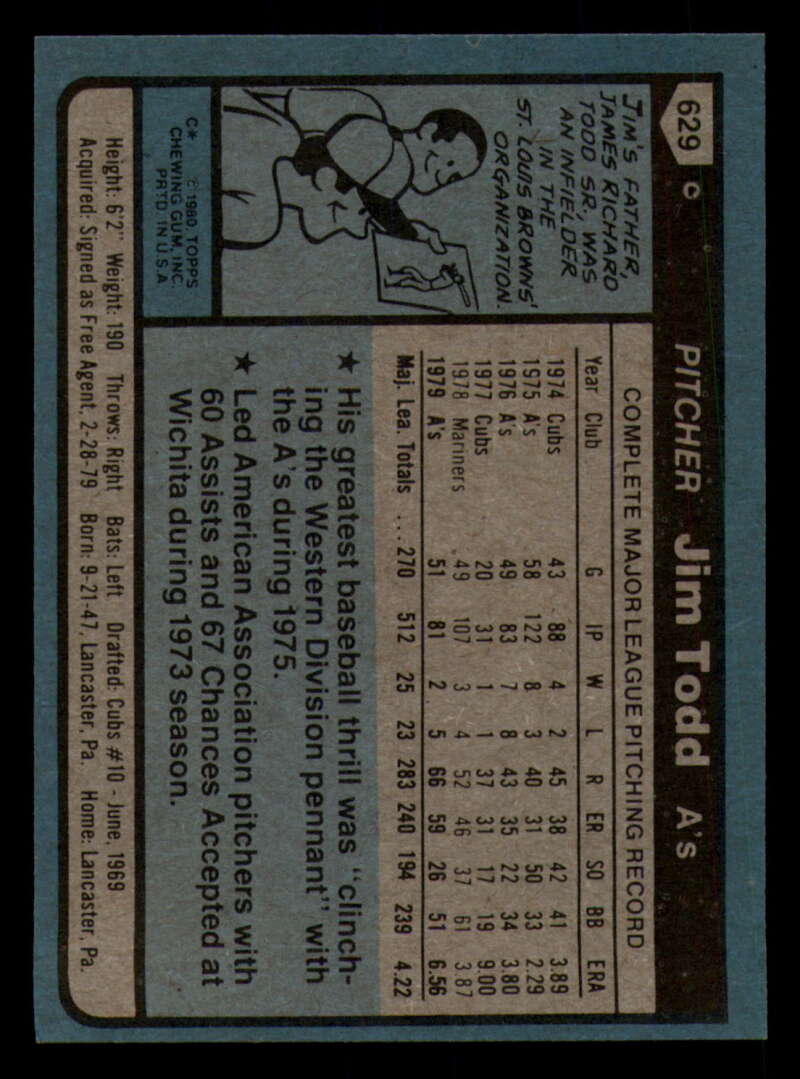 629
PITCHER Jim Todd A's
JIM'S FATHER,
JAMES RICHARD
TODD SR., WAS
AN INFIELDER
IN THE
ST. LOUIS BROWNS'
ORGANIZATION.
C* © 1980 TOPPS
CHEWING GUM, INC.
PRTD. IN U.S.A
COMPLETE MAJOR LEAGUE PITCHING RECORD
Year Club G IP W L R ER SO BB ERA
1974 Cubs 43 88 4 2 45 38 42 41 3.89
1975 A's 58 122 8 3 40 31 50 33 2.29
1976 A's 49 83 7 8 43 35 22 34 3.80
1977 Cubs 20 31 1 1 37 31 17 19 9.00
1978 Mariners 49 107 3 4 52 46 37 61 3.87
1979 A's 51 81 2 5 66 59 26 51 6.56
Maj. Lea. Totals ... 270 512 25 23 283 240 194 239 4.22
★ His greatest baseball thrill was "clinch-
ing the Western Division pennant" with
the A's during 1975.
★ Led American Association pitchers with
60 Assists and 67 Chances Accepted at
Wichita during 1973 season.
Height: 6'2" Weight: 190 Throws: Right Bats: Left Drafted: Cubs #10 - June, 1969
Acquired: Signed as Free Agent, 2-28-79 Born: 9-21-47, Lancaster, Pa. Home: Lancaster, Pa.